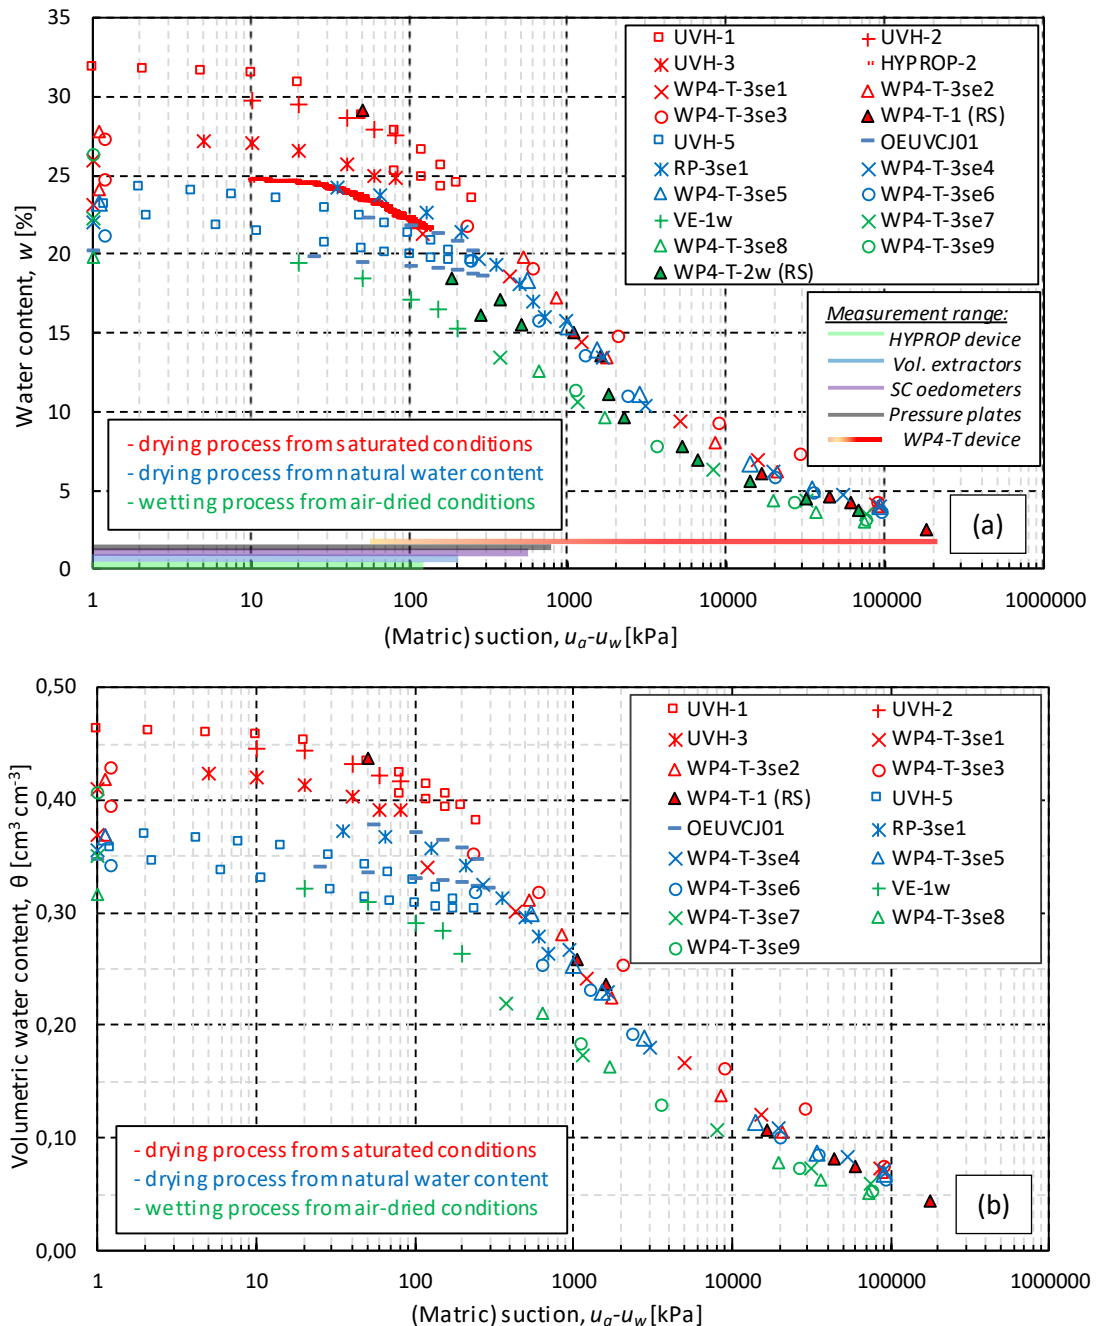 35
30
25
20
15
10
5
0
Water content, w [%]
UVH-1
UVH-2
UVH-3
HYPROP-2
WP4-T-3se1
WP4-T-3se2
WP4-T-3se3
WP4-T-1 (RS)
UVH-5
OEUVCJ01
RP-3se1
WP4-T-3se4
WP4-T-3se5
WP4-T-3se6
VE-1w
WP4-T-3se7
WP4-T-3se8
WP4-T-3se9
WP4-T-2w (RS)
Measurement range:
HYPROP device
Vol. extractors
SC oedometers
Pressure plates
WP4-T device
- drying process from saturated conditions
- drying process from natural water content
- wetting process from air-dried conditions
(a)
1 10 100 1000 10000 100000 1000000
(Matric) suction, ua-uw [kPa]
0,50
0,40
0,30
0,20
0,10
0,00
Volumetric water content, θ [cm³ cm⁻³]
UVH-1
UVH-2
UVH-3
WP4-T-3se1
WP4-T-3se2
WP4-T-3se3
WP4-T-1 (RS)
UVH-5
OEUVCJ01
RP-3se1
WP4-T-3se4
WP4-T-3se5
WP4-T-3se6
VE-1w
WP4-T-3se7
WP4-T-3se8
WP4-T-3se9
- drying process from saturated conditions
- drying process from natural water content
- wetting process from air-dried conditions
(b)
1 10 100 1000 10000 100000 1000000
(Matric) suction, ua-uw [kPa]